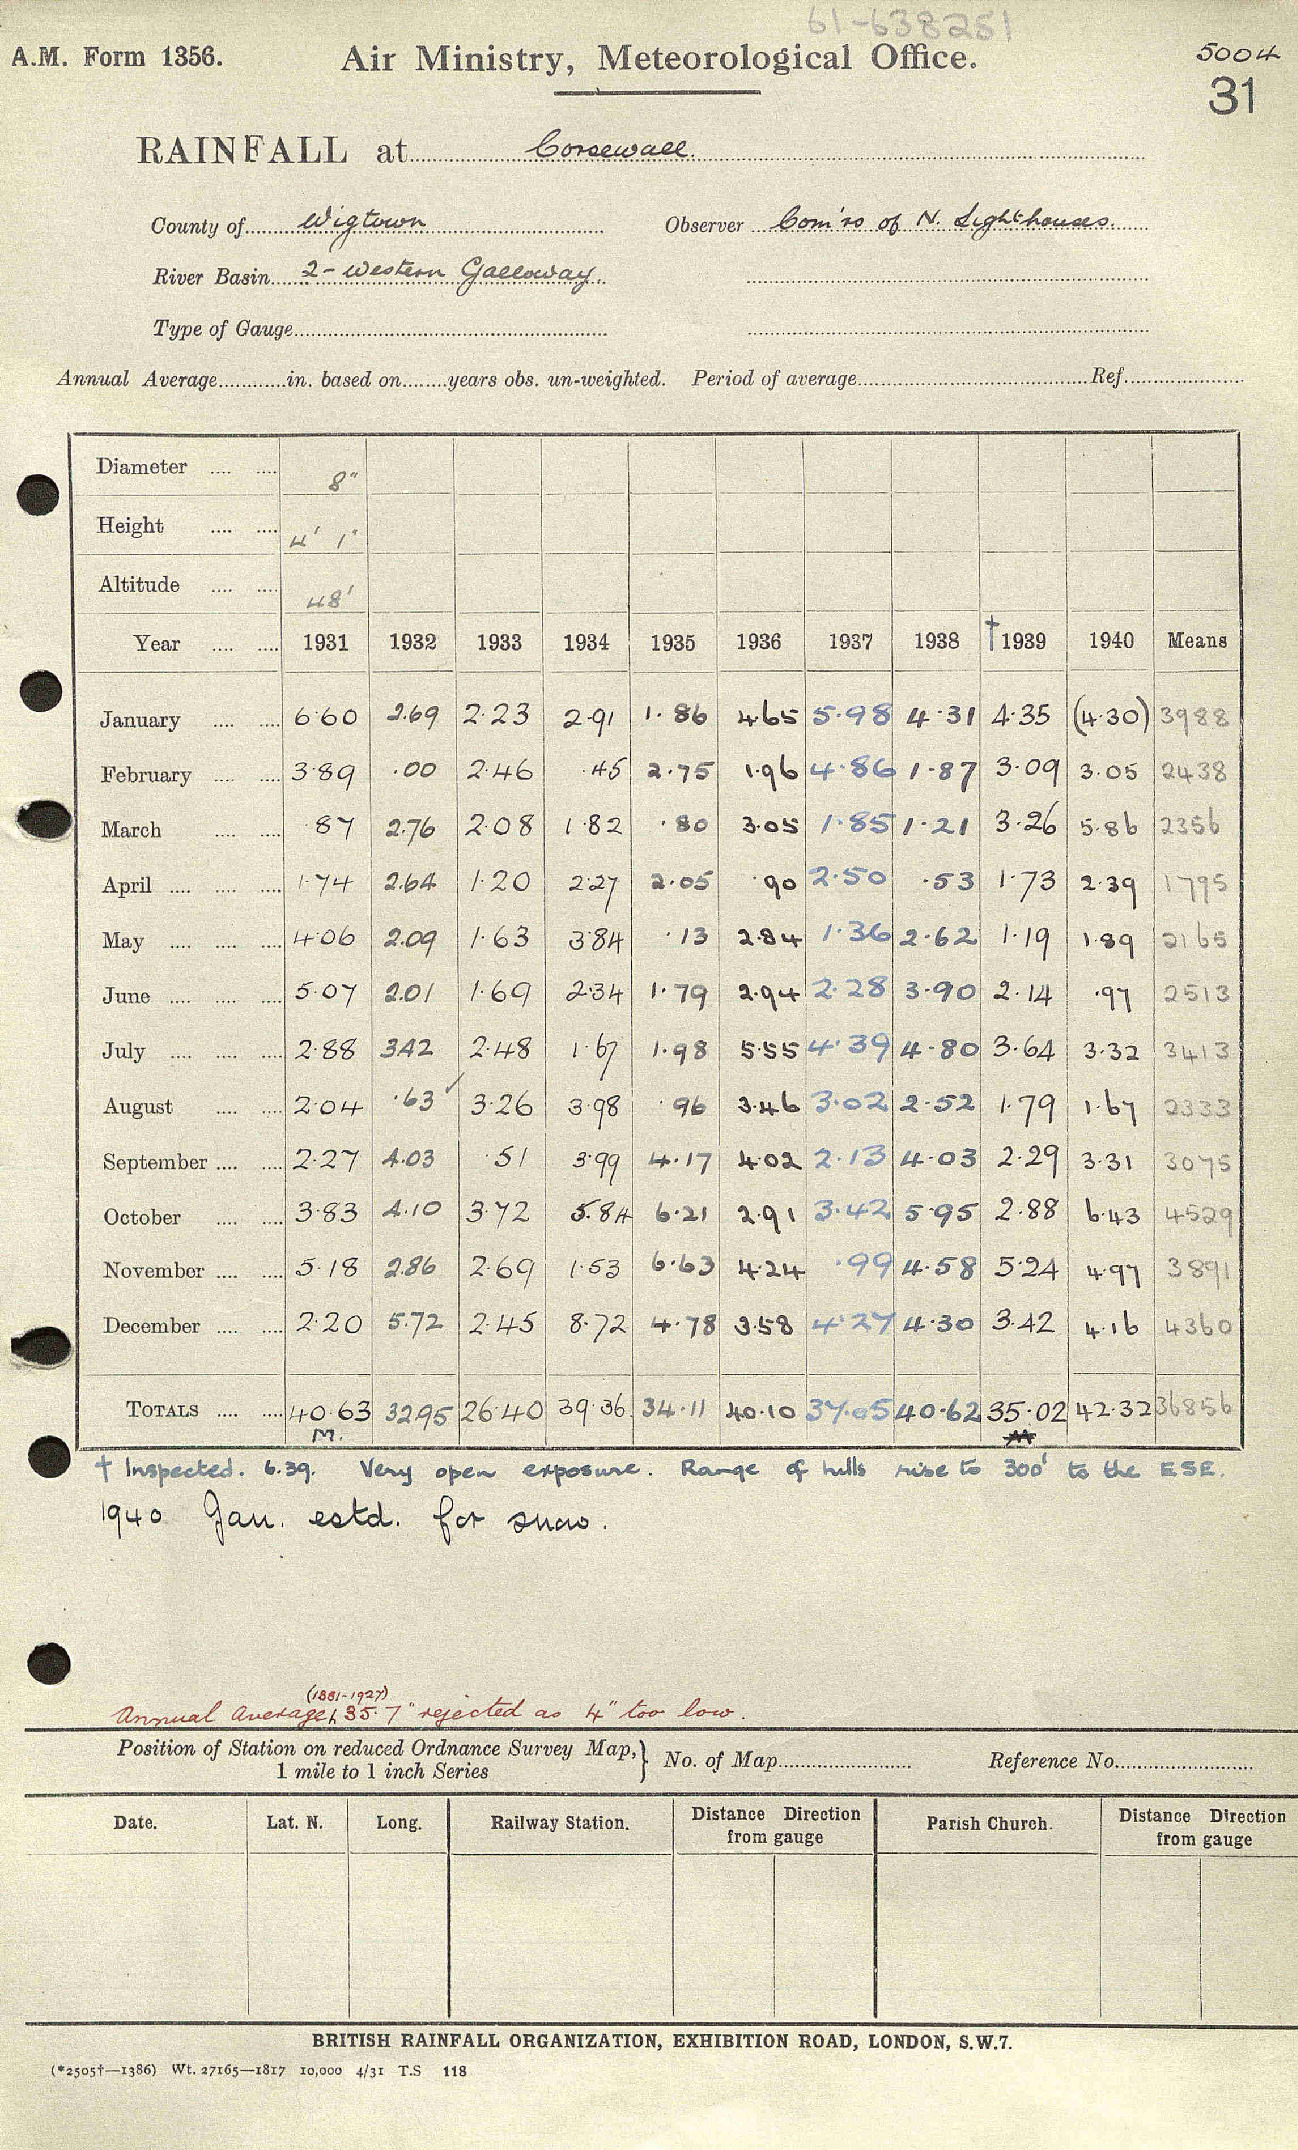 61-638251
A.M. Form 1356. Air Ministry, Meteorological Office. 5004
31
RAINFALL at Corsewall.
County of Wigtown Observer Com'rs of N. Lighthouses.
River Basin 2-Western Galloway.
Type of Gauge
Annual Average in. based on years obs. un-weighted. Period of average Ref.
Diameter 8"
Height 4' 1"
Altitude 48'
Year 1931 1932 1933 1934 1935 1936 1937 1938 †1939 1940 Means
January 6·60 2.69 2·23 2·91 1·86 4·65 5·98 4·31 4·35 (4·30) 3988
February 3·89 ·00 2·46 ·45 2·75 1·96 4·86 1·87 3·09 3·05 2438
March ·87 2.76 2·08 1·82 ·80 3·05 1·85 1·21 3·26 5·86 2356
April 1·74 2.64 1·20 2·27 2·05 ·90 2·50 ·53 1·73 2·39 1795
May 4·06 2.09 1·63 3·84 ·13 2·84 1·36 2·62 1·19 1·89 2165
June 5·07 2.01 1·69 2·34 1·79 2·94 2·28 3·90 2·14 ·97 2513
July 2·88 3.42 2·48 1·67 1·98 5·55 4·39 4·80 3·64 3·32 3413
August 2·04 ·63 ✓ 3·26 3·98 ·96 3·46 3·02 2·52 1·79 1·67 2333
September 2·27 4.03 ·51 3·99 4·17 4·02 2·13 4·03 2·29 3·31 3075
October 3·83 4.10 3·72 5·84 6·21 2·91 3·42 5·95 2·88 6·43 4529
November 5·18 2.86 2·69 1·53 6·63 4·24 ·99 4·58 5·24 4·97 3891
December 2·20 5.72 2·45 8·72 4·78 3·58 4·27 4·30 3·42 4·16 4360
TOTALS 40·63 32.95 26·40 39·36 34·11 40·10 37·05 40·62 35·02 42·32 36856
M.
† Inspected. 6.39. Very open exposure. Range of hills rise to 300' to the ESE.
1940 Jan. estd. for snow.
(1881-1927)
Annual Average 35·7" rejected as 4" too low.
Position of Station on reduced Ordnance Survey Map, 1 mile to 1 inch Series } No. of Map Reference No.
Date. Lat. N. Long. Railway Station. Distance Direction from gauge Parish Church. Distance Direction from gauge
BRITISH RAINFALL ORGANIZATION, EXHIBITION ROAD, LONDON, S.W.7.
(*2505†—1386) Wt. 27165—1817 10,000 4/31 T.S 118